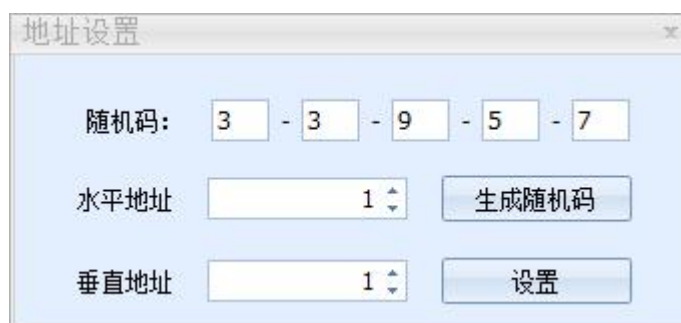 地址设置
随机码: 3 - 3 - 9 - 5 - 7
水平地址 1 生成随机码
垂直地址 1 设置